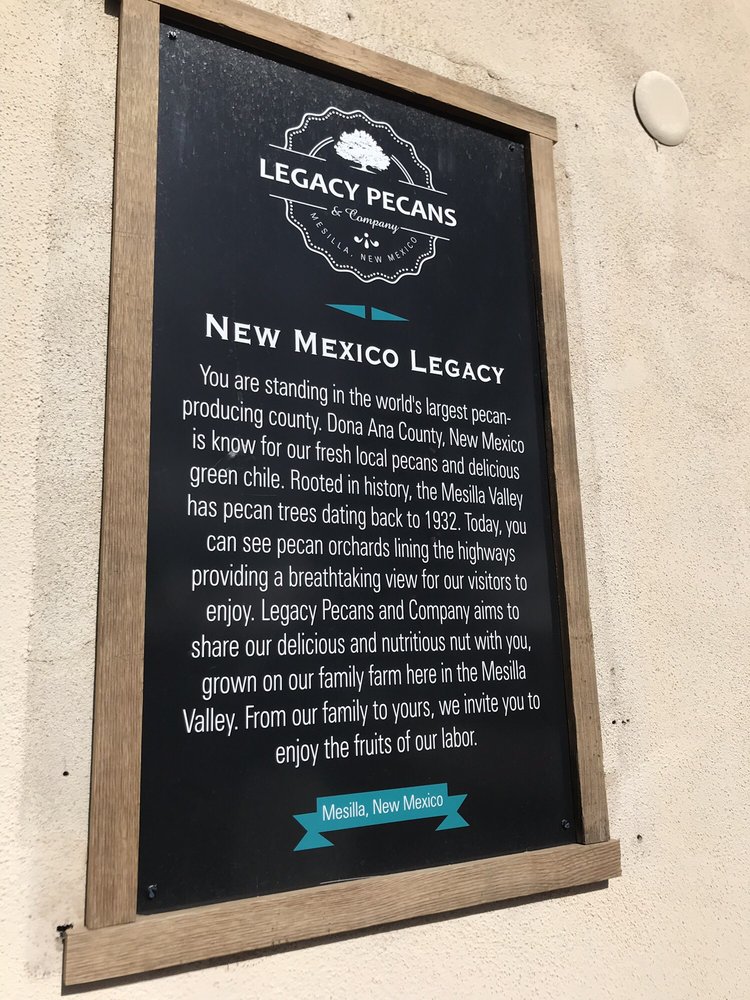 LEGACY PECANS
& Company
MESILLA, NEW MEXICO
NEW MEXICO LEGACY
You are standing in the world's largest pecan-
producing county. Dona Ana County, New Mexico
is know for our fresh local pecans and delicious
green chile. Rooted in history, the Mesilla Valley
has pecan trees dating back to 1932. Today, you
can see pecan orchards lining the highways
providing a breathtaking view for our visitors to
enjoy. Legacy Pecans and Company aims to
share our delicious and nutritious nut with you,
grown on our family farm here in the Mesilla
Valley. From our family to yours, we invite you to
enjoy the fruits of our labor.
Mesilla, New Mexico